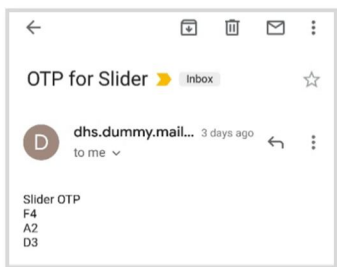 OTP for Slider Inbox
D
dhs.dummy.mail... 3 days ago
to me
Slider OTP
F4
A2
D3